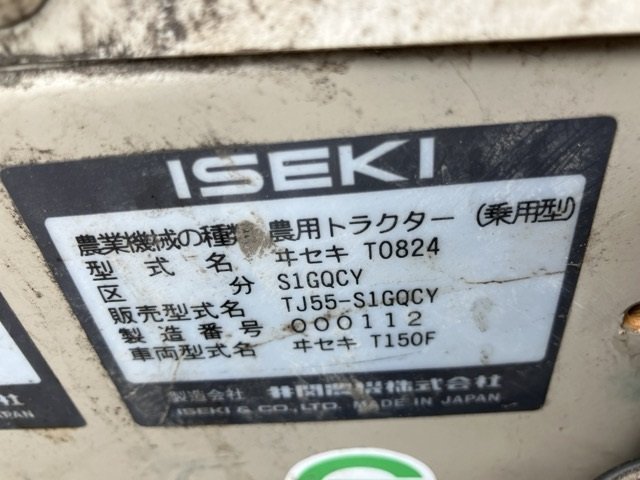 ISEKI
農業機械の種類 農用トラクター (乗用型)
型式名 ヰセキ T0824
区分 S1GQCY
販売型式名 TJ55-S1GQCY
製造番号 000112
車両型式名 ヰセキ T150F
製造会社 井関農機株式会社
ISEKI & CO., LTD. MADE IN JAPAN
社
JAPAN